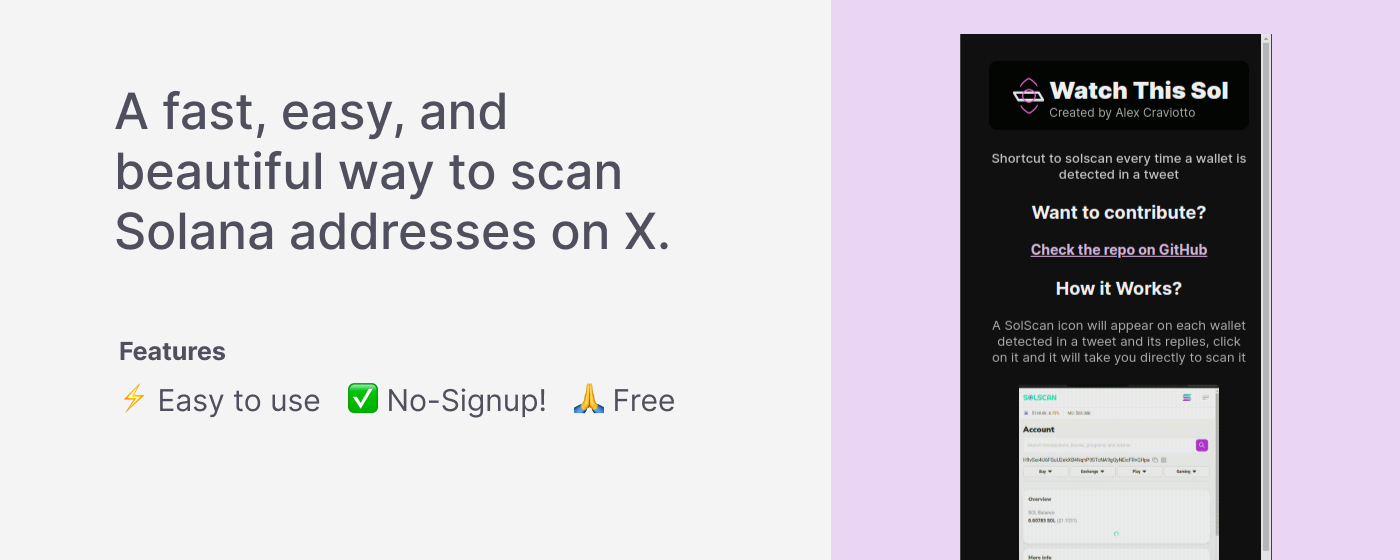 A fast, easy, and
beautiful way to scan
Solana addresses on X.
Features
⚡ Easy to use ✅ No-Signup! 🙏 Free
Watch This Sol
Created by Alex Craviotto
Shortcut to solscan every time a wallet is
detected in a tweet
Want to contribute?
Check the repo on GitHub
How it Works?
A SolScan icon will appear on each wallet
detected in a tweet and its replies, click
on it and it will take you directly to scan it
SOLSCAN
Account
Buy Exchange Play Gaming
Overview
SOL Balance
More info